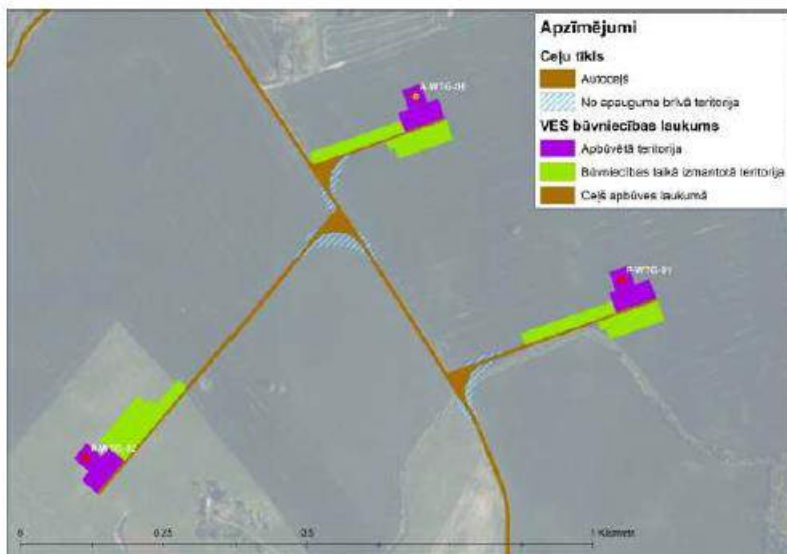 Apzīmējumi
Ceļu tīkls
Autoceļš
No apauguma brīvā teritorija
VES būvniecības laukums
Apbūvētā teritorija
Būvniecības laikā izmantotā teritorija
Ceļš apbūves laukumā
0
0.25
0.5
1 Kilometri